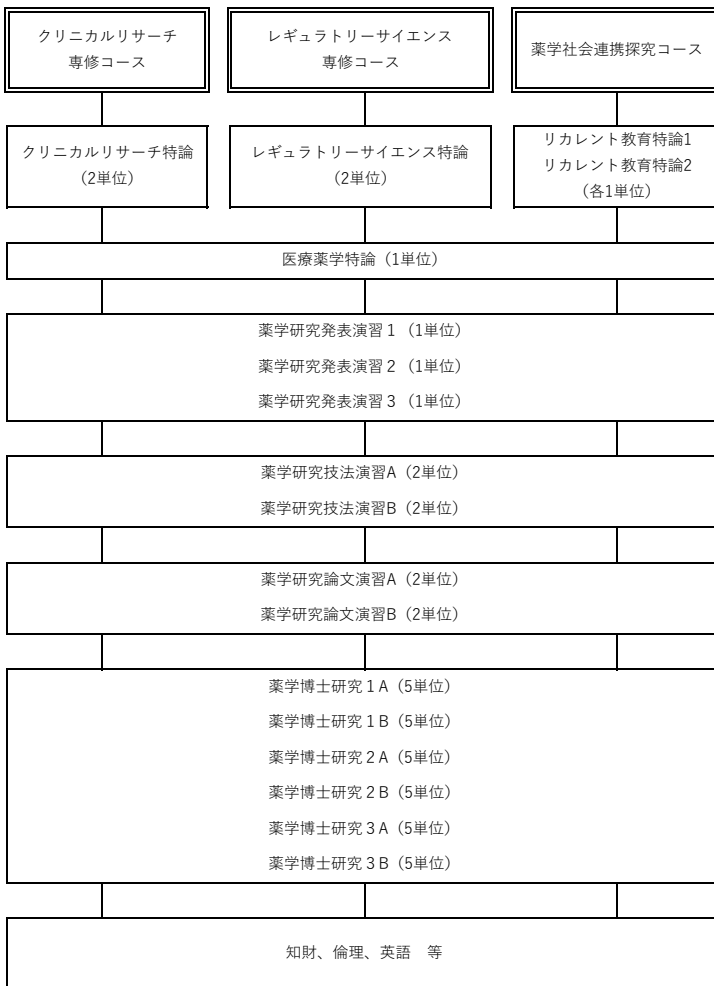 クリニカルリサーチ
専修コース
レギュラトリーサイエンス
専修コース
薬学社会連携探究コース
クリニカルリサーチ特論
（2単位）
レギュラトリーサイエンス特論
（2単位）
リカレント教育特論1
リカレント教育特論2
（各1単位）
医療薬学特論（1単位）
薬学研究発表演習１（1単位）
薬学研究発表演習２（1単位）
薬学研究発表演習３（1単位）
薬学研究技法演習A（2単位）
薬学研究技法演習B（2単位）
薬学研究論文演習A（2単位）
薬学研究論文演習B（2単位）
薬学博士研究１A（5単位）
薬学博士研究１B（5単位）
薬学博士研究２A（5単位）
薬学博士研究２B（5単位）
薬学博士研究３A（5単位）
薬学博士研究３B（5単位）
知財、倫理、英語　等